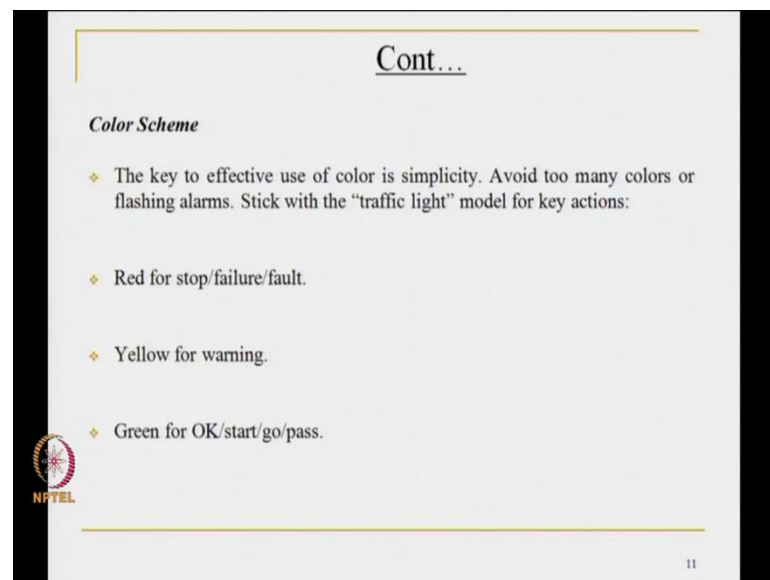 Cont...
Color Scheme
The key to effective use of color is simplicity. Avoid too many colors or
flashing alarms. Stick with the “traffic light” model for key actions:
Red for stop/failure/fault.
Yellow for warning.
Green for OK/start/go/pass.
NPTEL
11